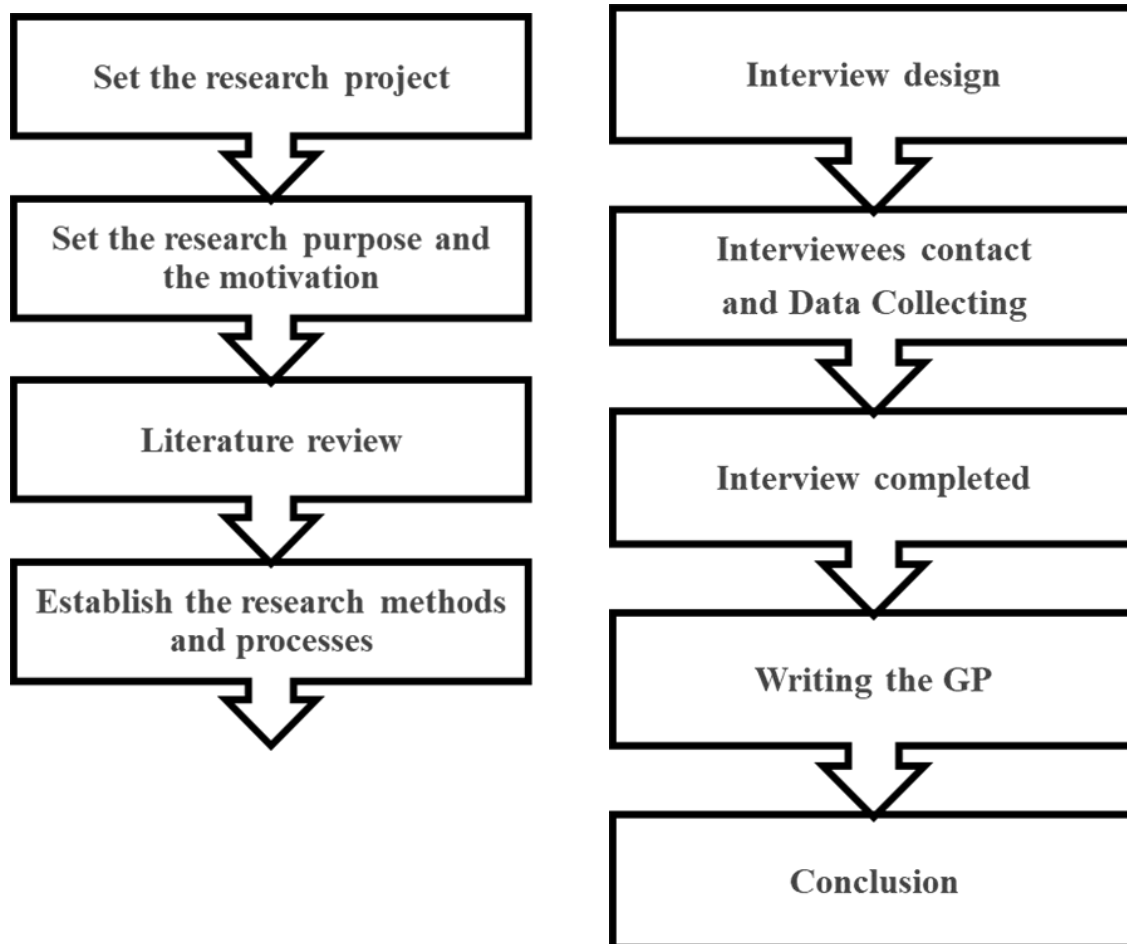 Set the research project
Set the research purpose and
the motivation
Literature review
Establish the research methods
and processes
Interview design
Interviewees contact
and Data Collecting
Interview completed
Writing the GP
Conclusion